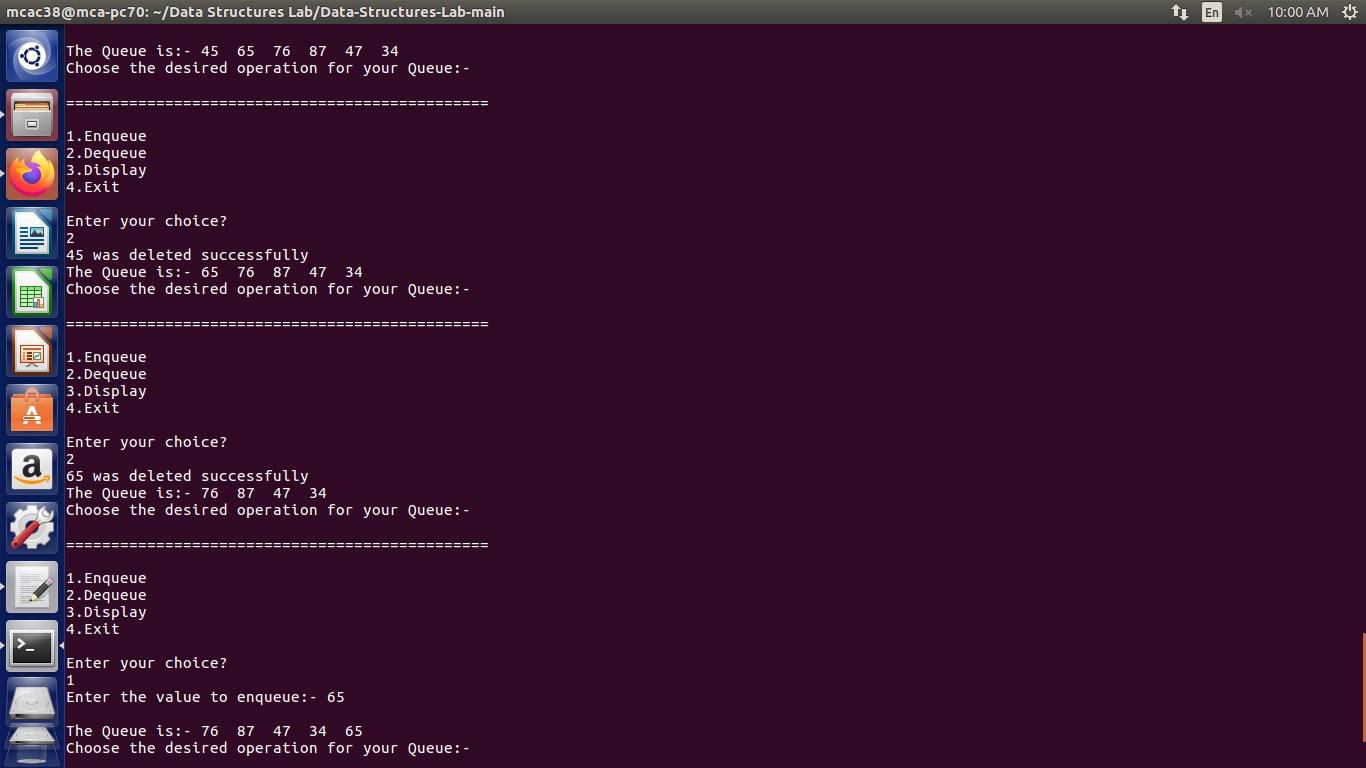 mcac38@mca-pc70: ~/Data Structures Lab/Data-Structures-Lab-main
En
10:00 AM
The Queue is:- 45  65  76  87  47  34
Choose the desired operation for your Queue:-
===============================================
1.Enqueue
2.Dequeue
3.Display
4.Exit
Enter your choice?
2
45 was deleted successfully
The Queue is:- 65  76  87  47  34
Choose the desired operation for your Queue:-
===============================================
1.Enqueue
2.Dequeue
3.Display
4.Exit
Enter your choice?
2
65 was deleted successfully
The Queue is:- 76  87  47  34
Choose the desired operation for your Queue:-
===============================================
1.Enqueue
2.Dequeue
3.Display
4.Exit
Enter your choice?
1
Enter the value to enqueue:- 65
The Queue is:- 76  87  47  34  65
Choose the desired operation for your Queue:-